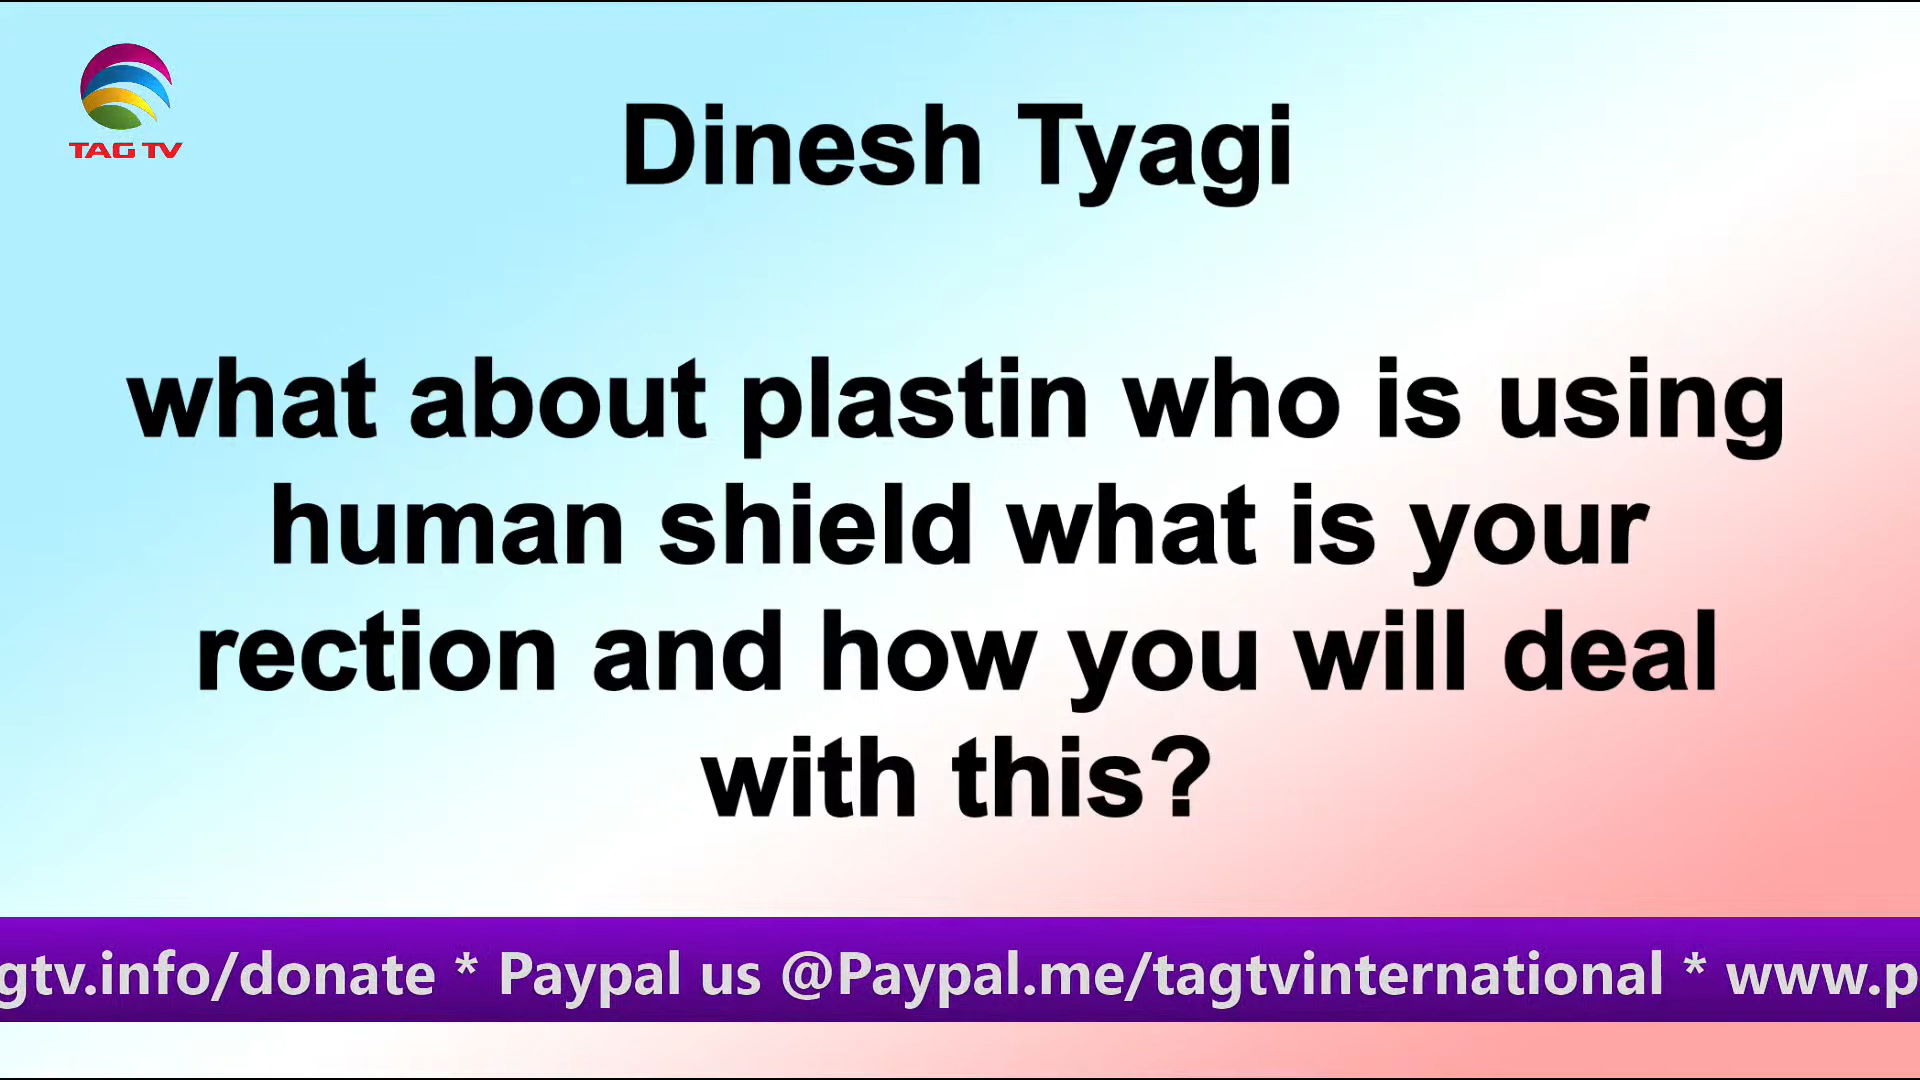 TAG TV
Dinesh Tyagi
what about plastin who is using
human shield what is your
rection and how you will deal
with this?
gtv.info/donate * Paypal us @Paypal.me/tagtvinternational * www.p